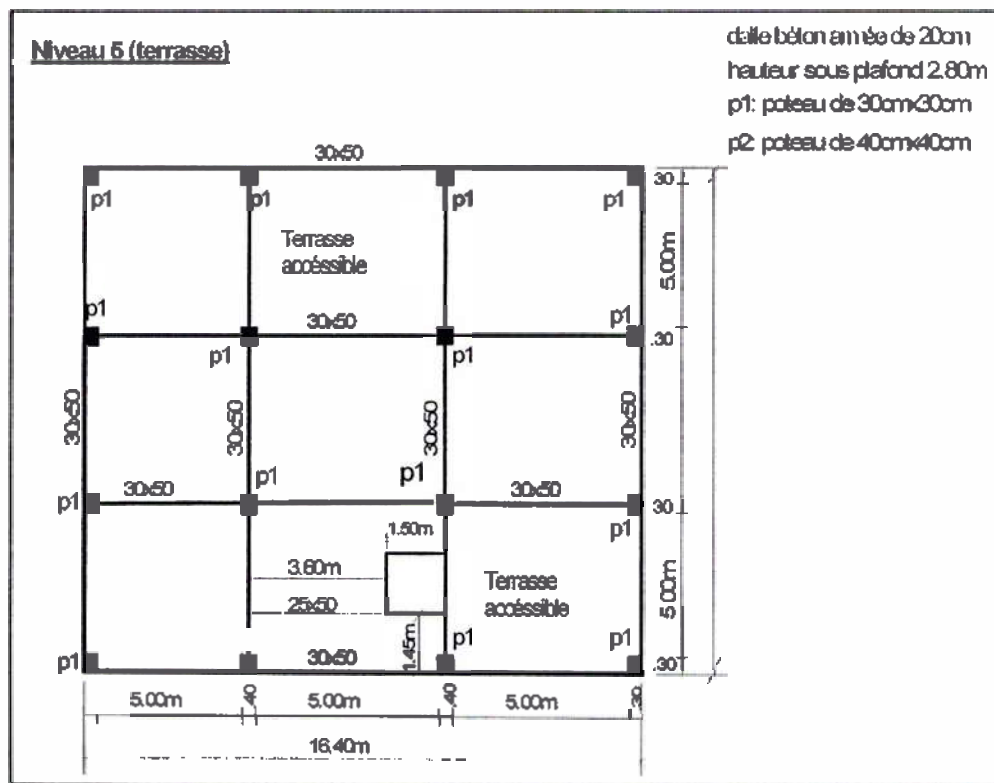 Niveau 5 (terrasse)
dalle béton armée de 20cm
hauteur sous plafond 2.80m
p1: poteau de 30cmx30cm
p2: poteau de 40cmx40cm
30x50
p1 p1 p1 p1
.30
Terrasse
accéssible
5.00m
p1
30x50
p1
p1 p1
.30
30x50
30x50
30x50
30x50
p1 p1
p1
30x50
30x50
.30
p1
1.50m
3.60m
Terrasse
accéssible
25x50
5.00m
1.45m
p1 p1
p1
30x50
.30
5.00m
.40
5.00m
.40
5.00m
.30
16.40m